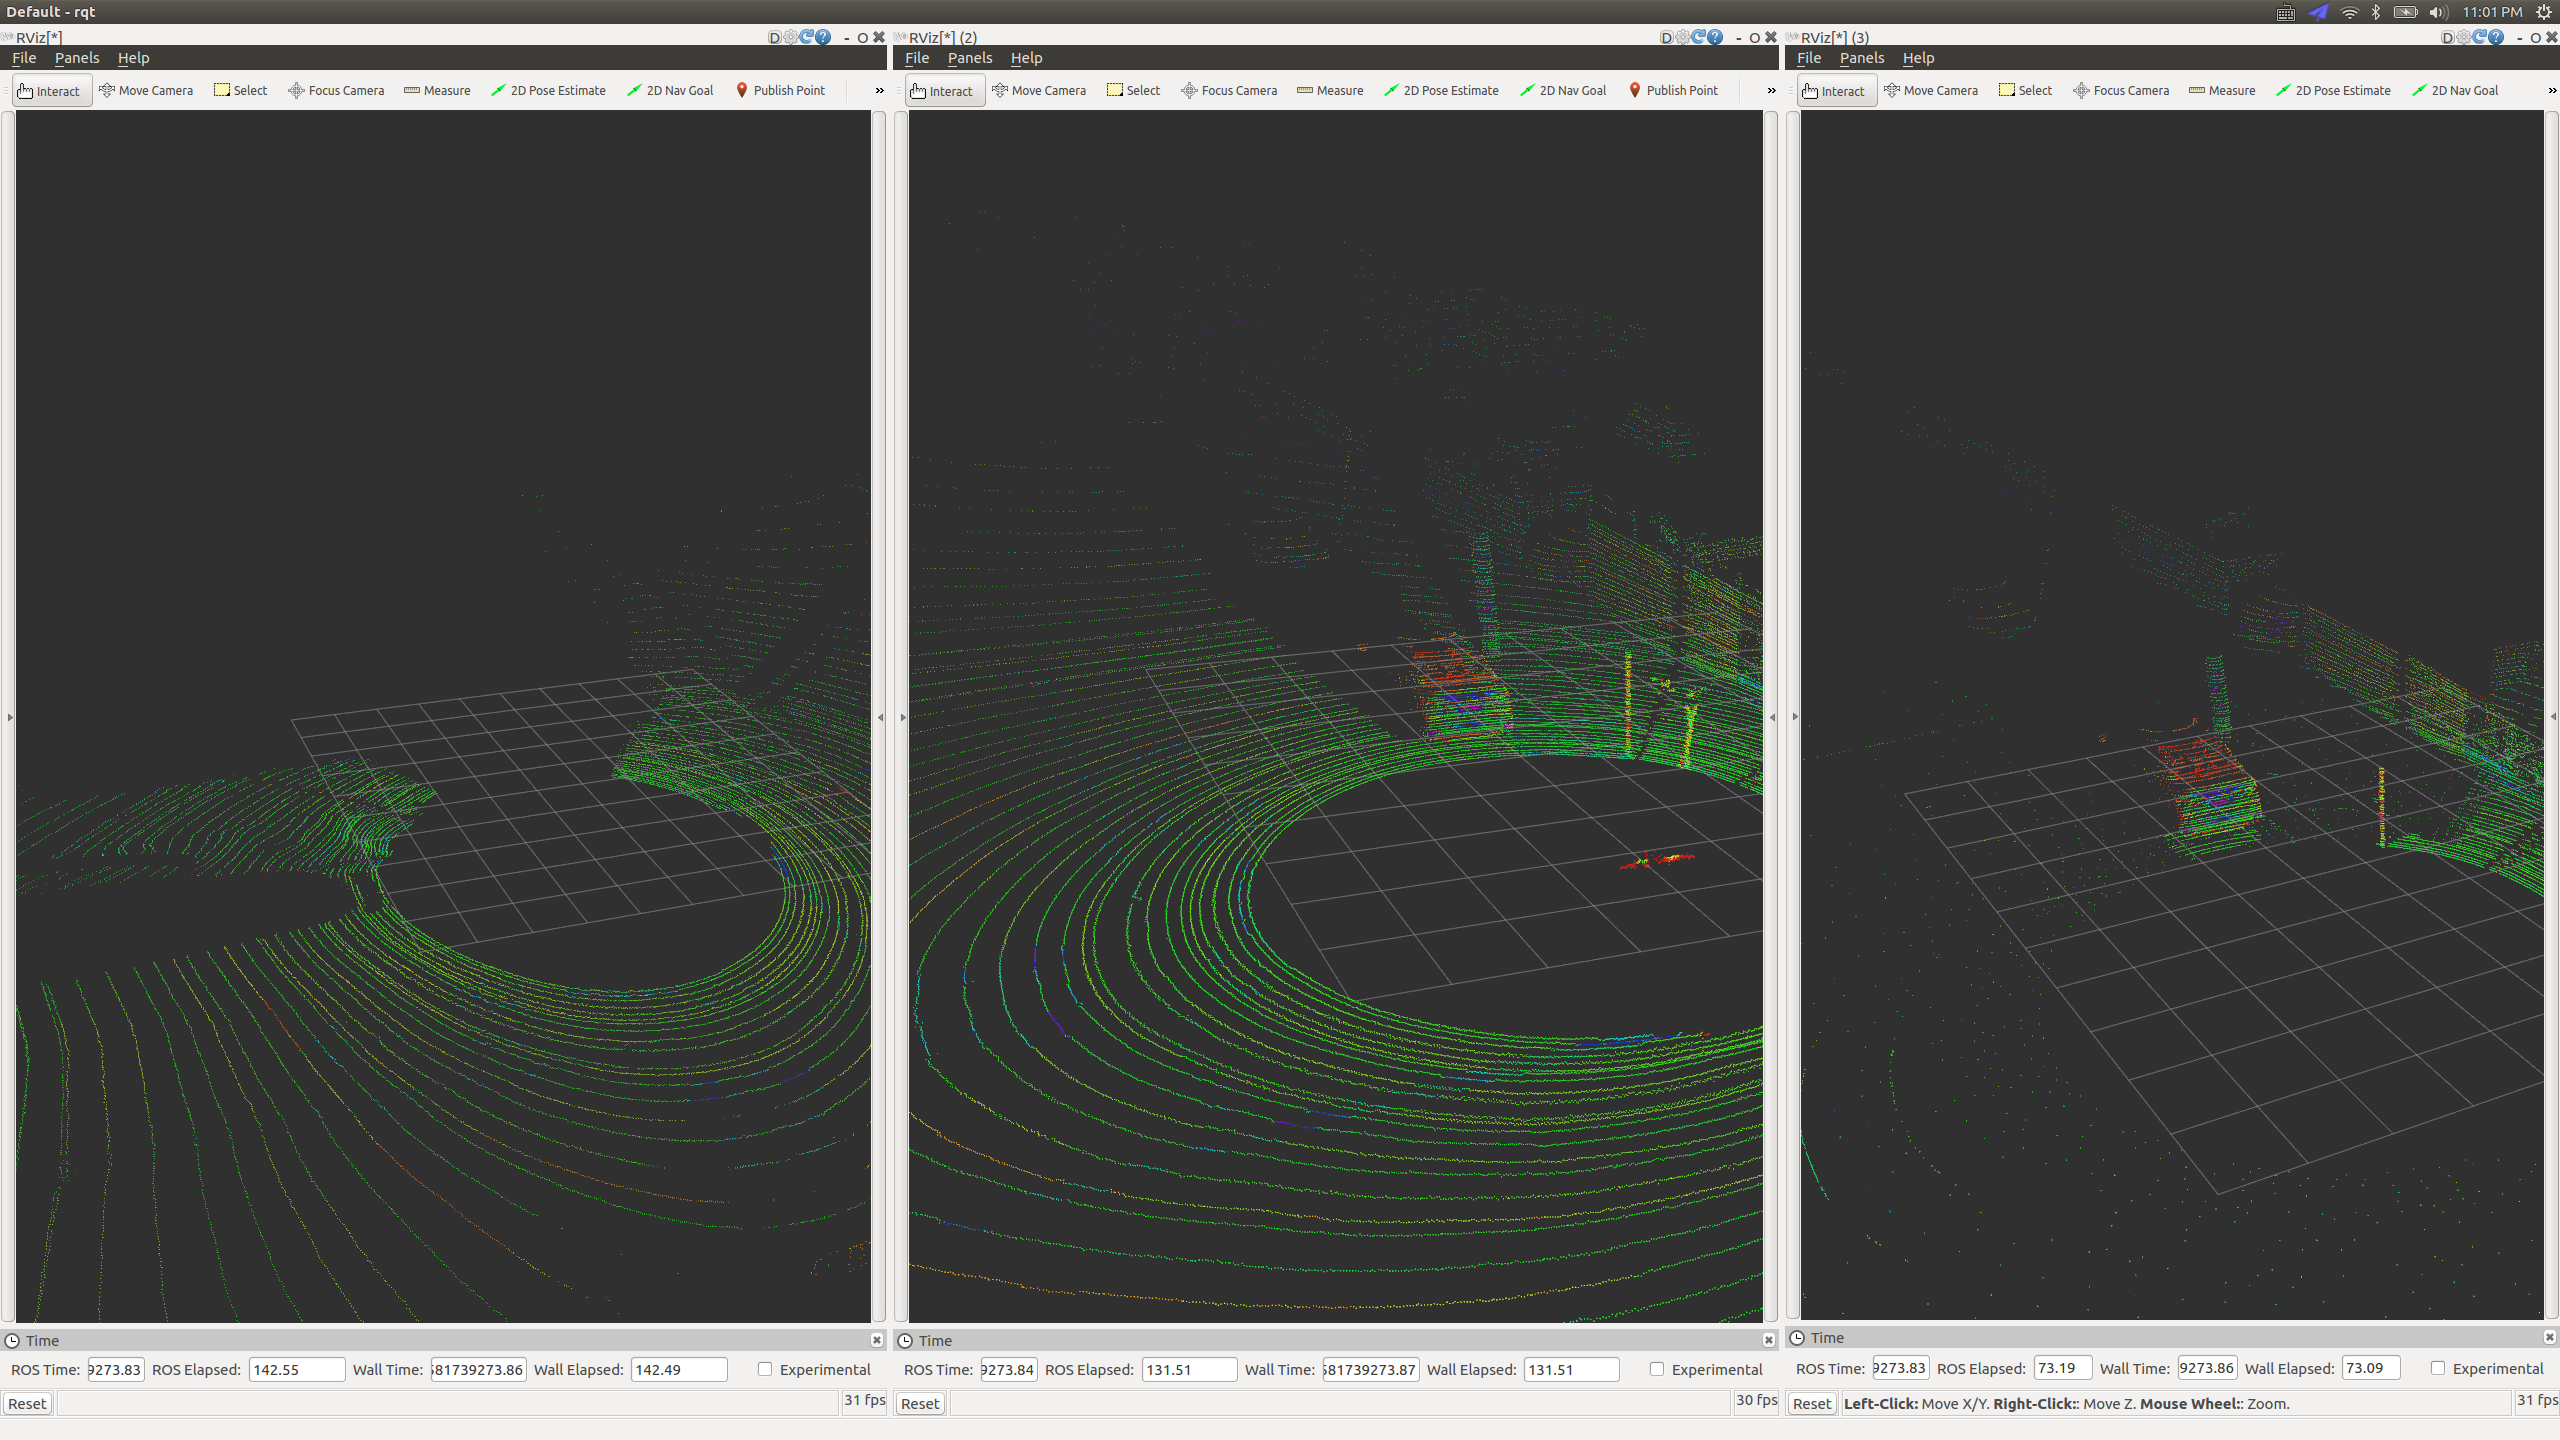 Default - rqt 11:01 PM
RViz[*] D
File Panels Help
Interact Move Camera Select Focus Camera Measure 2D Pose Estimate 2D Nav Goal Publish Point »
Time
ROS Time: 9273.83 ROS Elapsed: 142.55 Wall Time: 681739273.86 Wall Elapsed: 142.49 Experimental
Reset 31 fps
RViz[*] (2) D
File Panels Help
Interact Move Camera Select Focus Camera Measure 2D Pose Estimate 2D Nav Goal Publish Point »
Time
ROS Time: 9273.84 ROS Elapsed: 131.51 Wall Time: 681739273.87 Wall Elapsed: 131.51 Experimental
Reset 30 fps
RViz[*] (3) D
File Panels Help
Interact Move Camera Select Focus Camera Measure 2D Pose Estimate 2D Nav Goal »
Time
ROS Time: 9273.83 ROS Elapsed: 73.19 Wall Time: 9273.86 Wall Elapsed: 73.09 Experimental
Reset Left-Click: Move X/Y. Right-Click:: Move Z. Mouse Wheel:: Zoom. 31 fps